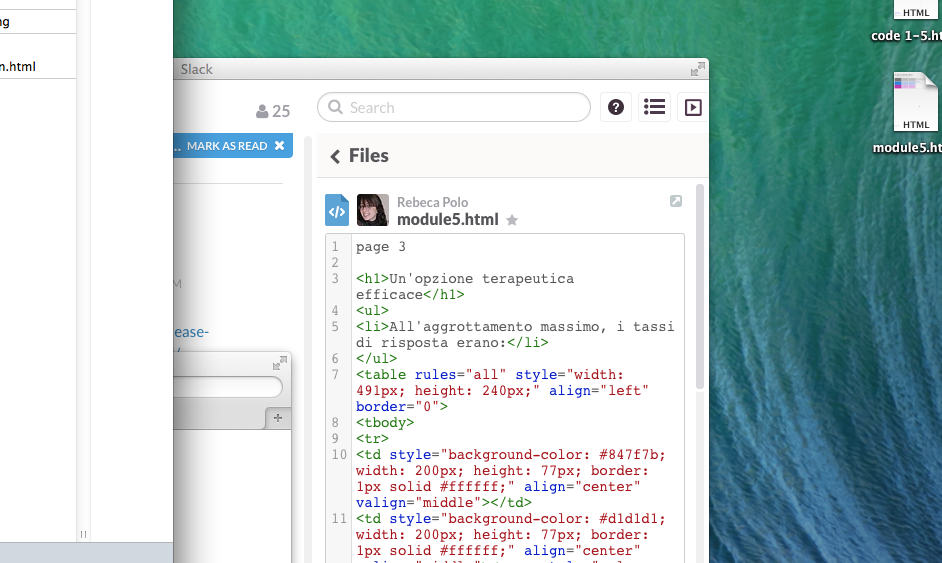 ng
n.html
Slack
25
Search
.. MARK AS READ
Files
Rebeca Polo
module5.html
1 page 3
2
3 <h1>Un'opzione terapeutica
efficace</h1>
4 <ul>
5 <li>All'aggrottamento massimo, i tassi
di risposta erano:</li>
6 </ul>
7 <table rules="all" style="width:
491px; height: 240px;" align="left"
border="0">
8 <tbody>
9 <tr>
10 <td style="background-color: #847f7b;
width: 200px; height: 77px; border:
1px solid #ffffff;" align="center"
valign="middle"></td>
11 <td style="background-color: #d1d1d1;
width: 200px; height: 77px; border:
1px solid #ffffff;" align="center"
M
ease-
HTML
code 1-5.ht
HTML
module5.ht